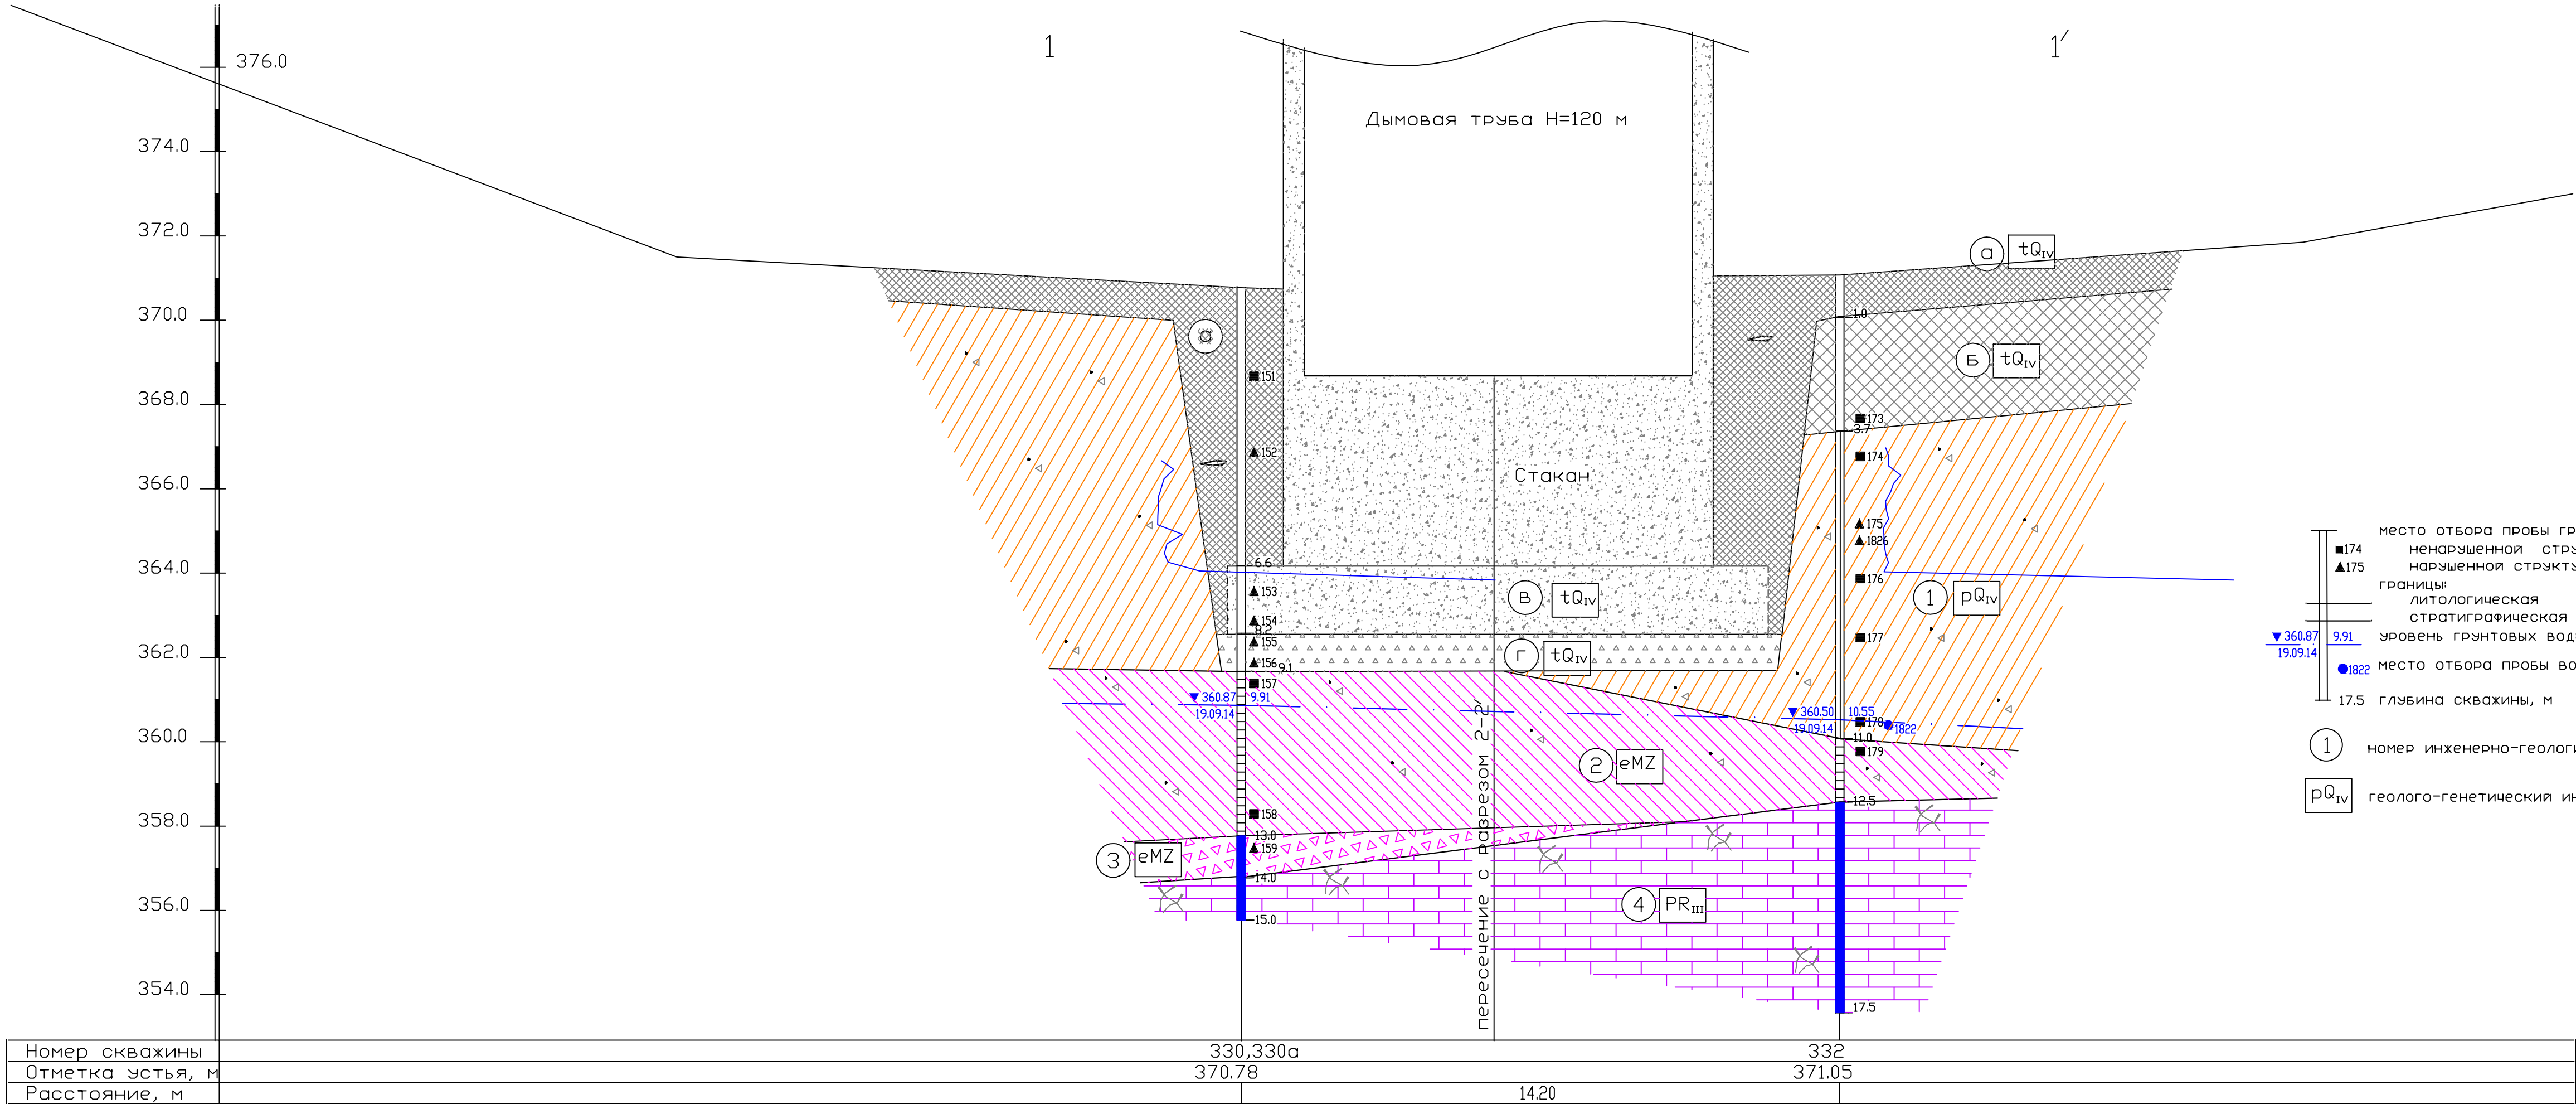 1
1′
376.0
374.0
372.0
370.0
368.0
366.0
364.0
362.0
360.0
358.0
356.0
354.0
Дымовая труба Н=120 м
Стакан
а tQIV
Б tQIV
в tQIV
г tQIV
1 pQIV
2 eMZ
3 eMZ
4 PRIII
151
152
6.6
153
154
8.2
155
156
9.1
157
360.87 9.91
19.09.14
158
13.0
159
14.0
15.0
1.0
173
3.7
174
175
1826
176
177
360.50 10.55
19.09.14
178
1822
11.0
179
12.5
17.5
пересечение с разрезом 2-2′
место отбора пробы
174 ненарушенной
175 нарушенной
границы:
литологическая
стратиграфическая
360.87 9.91 уровень грунтовых вод
19.09.14
1822 место отбора пробы
17.5 глубина скважины, м
1 номер
pQIV геолого-генетический
Номер скважины 330,330а 332
Отметка устья, м 370.78 371.05
Расстояние, м 14.20